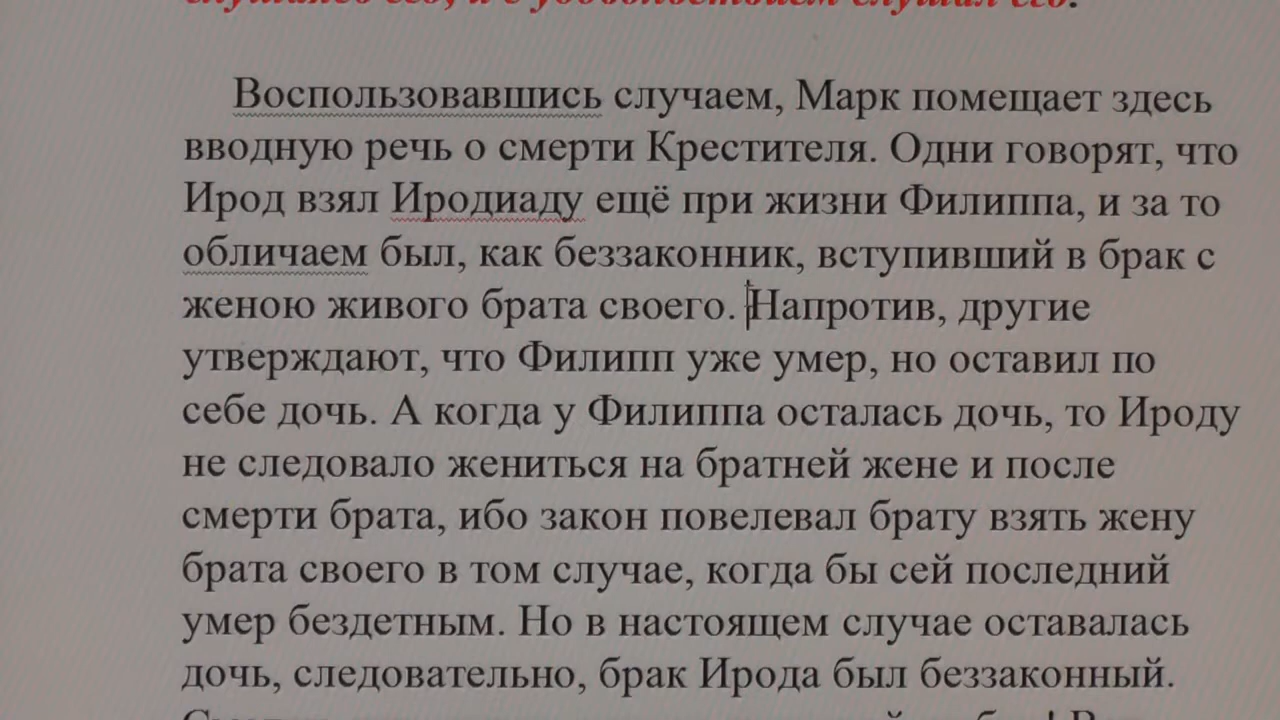 слушал его.
Воспользовавшись случаем, Марк помещает здесь
вводную речь о смерти Крестителя. Одни говорят, что
Ирод взял Иродиаду ещё при жизни Филиппа, и за то
обличаем был, как беззаконник, вступивший в брак с
женою живого брата своего. Напротив, другие
утверждают, что Филипп уже умер, но оставил по
себе дочь. А когда у Филиппа осталась дочь, то Ироду
не следовало жениться на братней жене и после
смерти брата, ибо закон повелевал брату взять жену
брата своего в том случае, когда бы сей последний
умер бездетным. Но в настоящем случае оставалась
дочь, следовательно, брак Ирода был беззаконный.